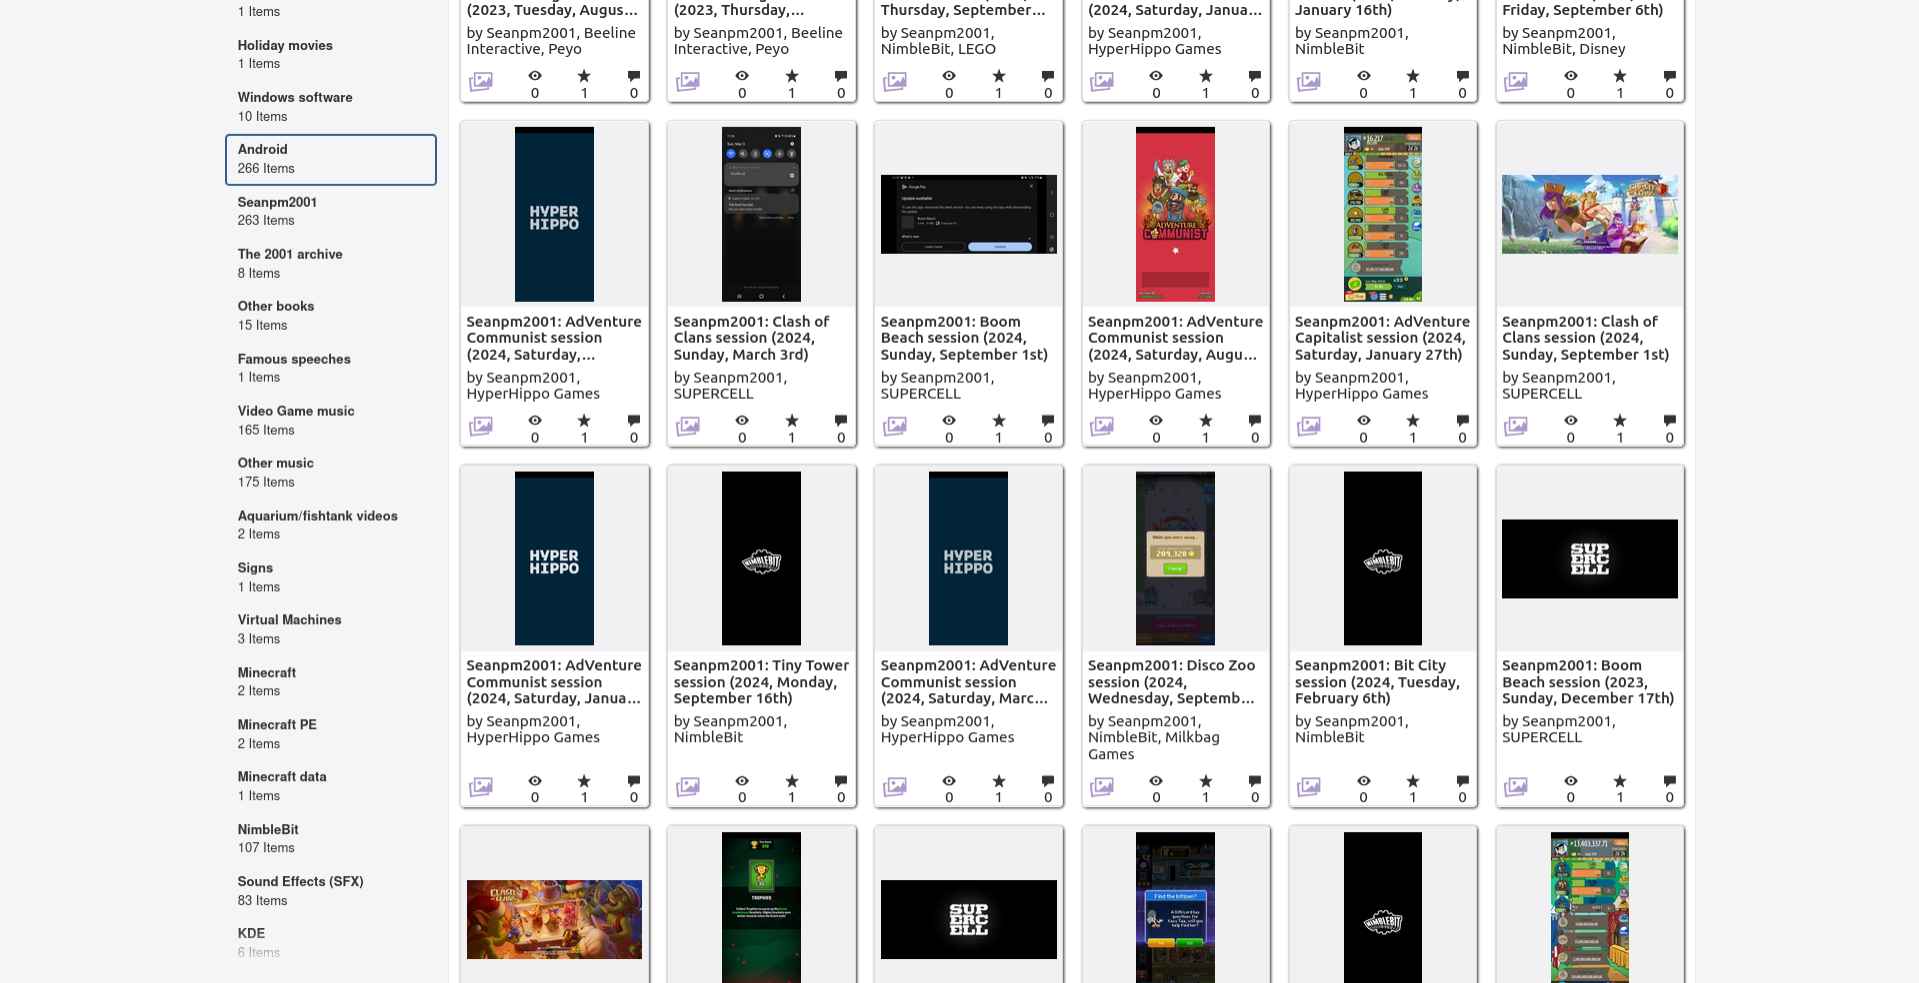 1 Items
Holiday movies
1 Items
Windows software
10 Items
Android
266 Items
Seanpm2001
263 Items
The 2001 archive
8 Items
Other books
15 Items
Famous speeches
1 Items
Video Game music
165 Items
Other music
175 Items
Aquarium/fishtank videos
2 Items
Signs
1 Items
Virtual Machines
3 Items
Minecraft
2 Items
Minecraft PE
2 Items
Minecraft data
1 Items
NimbleBit
107 Items
Sound Effects (SFX)
83 Items
KDE
6 Items
(2023, Tuesday, Augus...
by Seanpm2001, Beeline
Interactive, Peyo
0 1 0
(2023, Thursday,...
by Seanpm2001, Beeline
Interactive, Peyo
0 1 0
Thursday, September...
by Seanpm2001,
NimbleBit, LEGO
0 1 0
(2024, Saturday, Janua...
by Seanpm2001,
HyperHippo Games
0 1 0
January 16th)
by Seanpm2001,
NimbleBit
0 1 0
Friday, September 6th)
by Seanpm2001,
NimbleBit, Disney
0 1 0
HYPER
HIPPO
Seanpm2001: AdVenture
Communist session
(2024, Saturday,...
by Seanpm2001,
HyperHippo Games
0 1 0
Seanpm2001: Clash of
Clans session (2024,
Sunday, March 3rd)
by Seanpm2001,
SUPERCELL
0 1 0
Google Play
Update available
Boom Beach
Update
Seanpm2001: Boom
Beach session (2024,
Sunday, September 1st)
by Seanpm2001,
SUPERCELL
0 1 0
ADVENTURE
COMMUNIST
Seanpm2001: AdVenture
Communist session
(2024, Saturday, Augu...
by Seanpm2001,
HyperHippo Games
0 1 0
Seanpm2001: AdVenture
Capitalist session (2024,
Saturday, January 27th)
by Seanpm2001,
HyperHippo Games
0 1 0
Seanpm2001: Clash of
Clans session (2024,
Sunday, September 1st)
by Seanpm2001,
SUPERCELL
0 1 0
HYPER
HIPPO
Seanpm2001: AdVenture
Communist session
(2024, Saturday, Janua...
by Seanpm2001,
HyperHippo Games
0 1 0
NIMBLEBIT
Seanpm2001: Tiny Tower
session (2024, Monday,
September 16th)
by Seanpm2001,
NimbleBit
0 1 0
HYPER
HIPPO
Seanpm2001: AdVenture
Communist session
(2024, Saturday, Marc...
by Seanpm2001,
HyperHippo Games
0 1 0
While you were away...
209,328
Seanpm2001: Disco Zoo
session (2024,
Wednesday, Septemb...
by Seanpm2001,
NimbleBit, Milkbag
Games
0 1 0
NIMBLEBIT
Seanpm2001: Bit City
session (2024, Tuesday,
February 6th)
by Seanpm2001,
NimbleBit
0 1 0
SUP
ERC
ELL
Seanpm2001: Boom
Beach session (2023,
Sunday, December 17th)
by Seanpm2001,
SUPERCELL
0 1 0
TROPHIES
SUP
ERC
ELL
Find the bitizen?
NIMBLEBIT